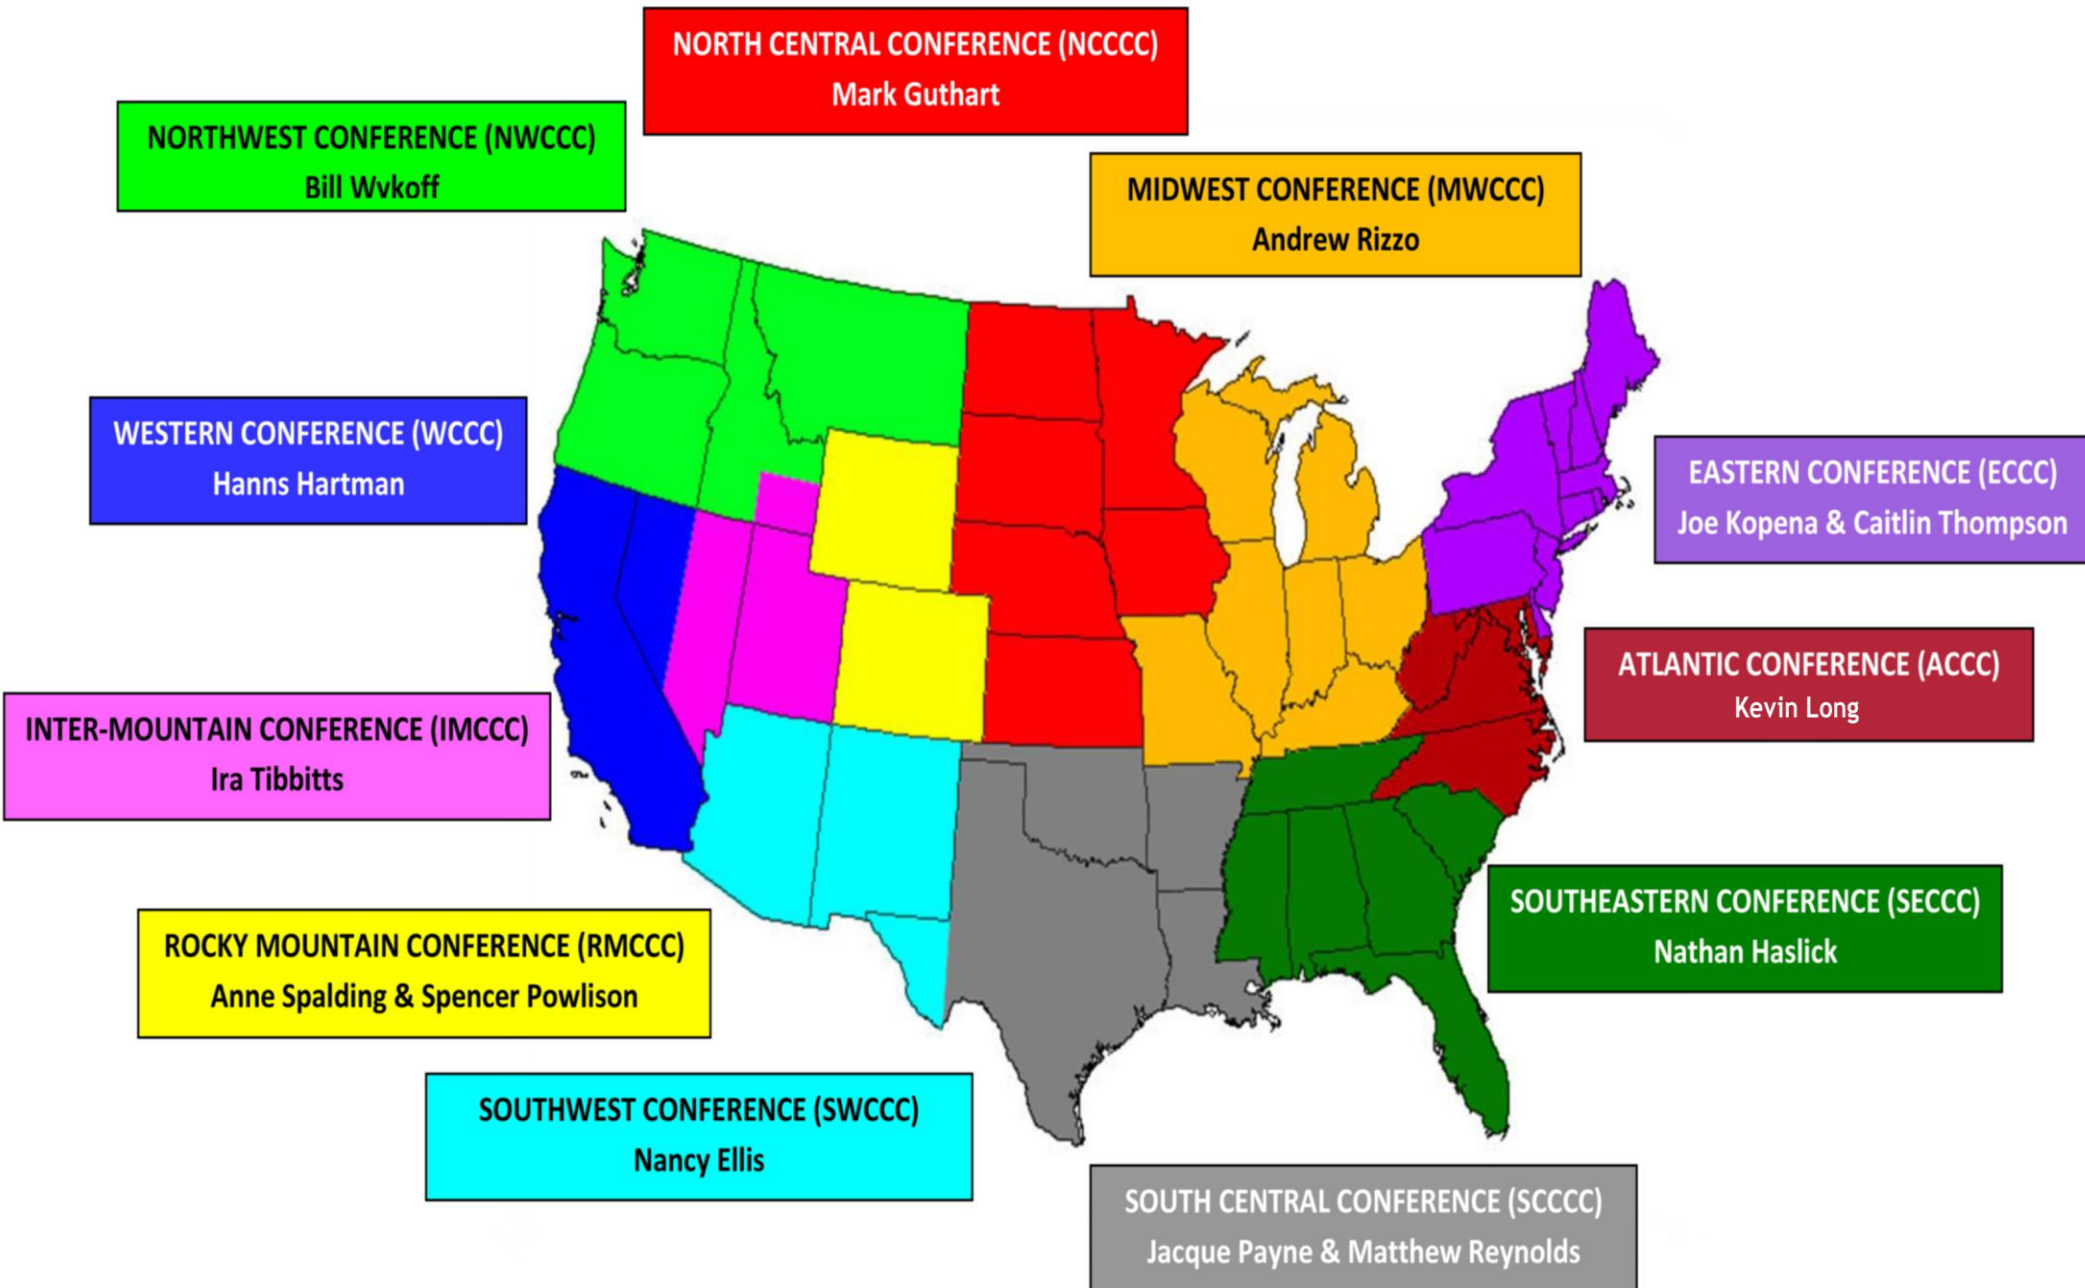 NORTH CENTRAL CONFERENCE (NCCCC)
Mark Guthart
NORTHWEST CONFERENCE (NWCCC)
Bill Wvkoff
MIDWEST CONFERENCE (MWCCC)
Andrew Rizzo
WESTERN CONFERENCE (WCCC)
Hanns Hartman
EASTERN CONFERENCE (ECCC)
Joe Kopena & Caitlin Thompson
ATLANTIC CONFERENCE (ACCC)
Kevin Long
INTER-MOUNTAIN CONFERENCE (IMCCC)
Ira Tibbitts
SOUTHEASTERN CONFERENCE (SECCC)
Nathan Haslick
ROCKY MOUNTAIN CONFERENCE (RMCCC)
Anne Spalding & Spencer Powlison
SOUTHWEST CONFERENCE (SWCCC)
Nancy Ellis
SOUTH CENTRAL CONFERENCE (SCCCC)
Jacque Payne & Matthew Reynolds